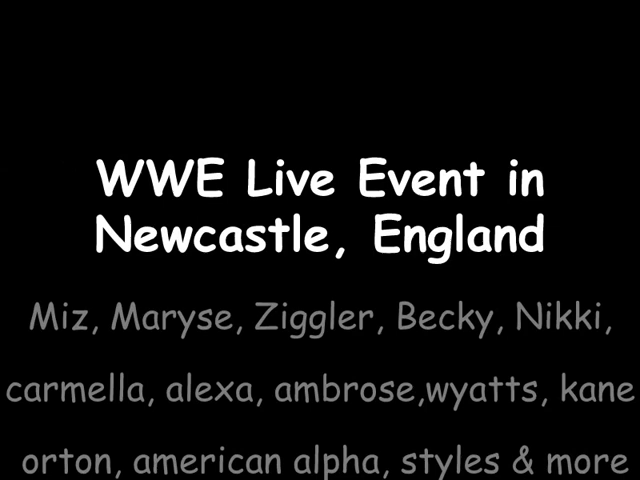 WWE Live Event in
Newcastle, England
Miz, Maryse, Ziggler, Becky, Nikki,
carmella, alexa, ambrose,wyatts, kane
orton, american alpha, styles & more